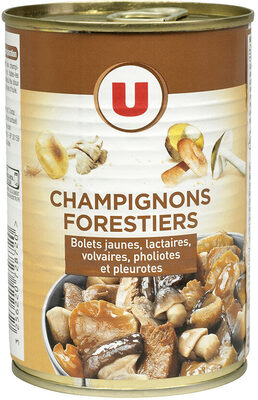 U
CHAMPIGNONS
FORESTIERS
Bolets jaunes, lactaires,
volvaires, pholiotes
et pleurotes